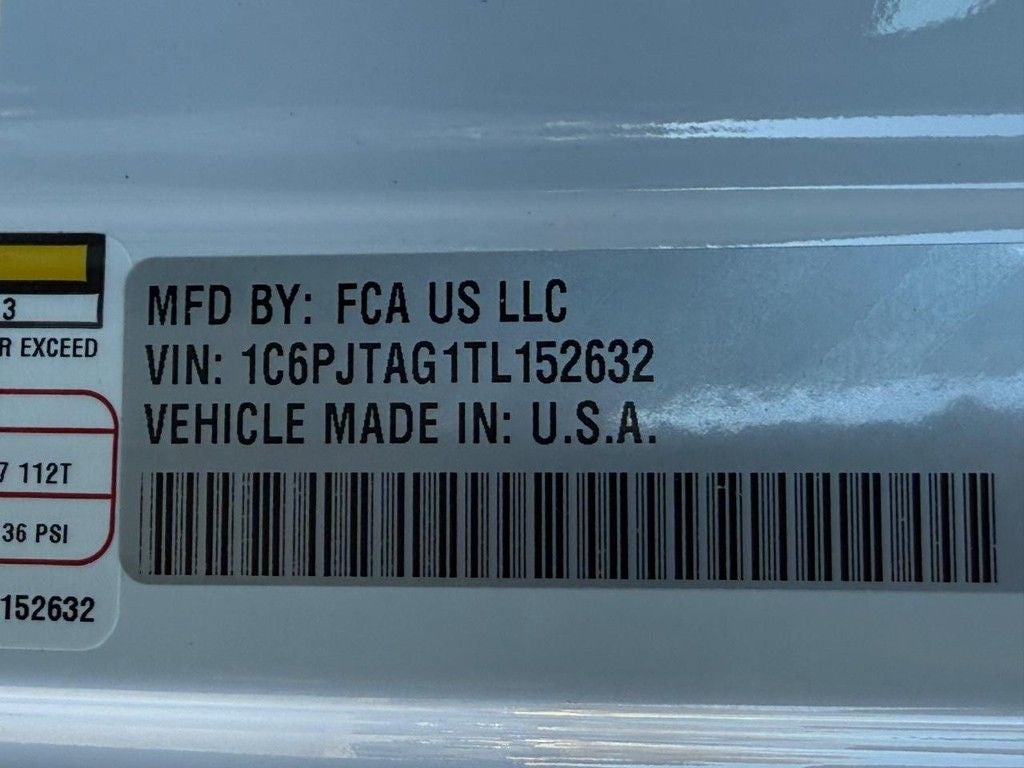 3
R EXCEED
7 112T
36 PSI
152632
MFD BY: FCA US LLC
VIN: 1C6PJTAG1TL152632
VEHICLE MADE IN: U.S.A.